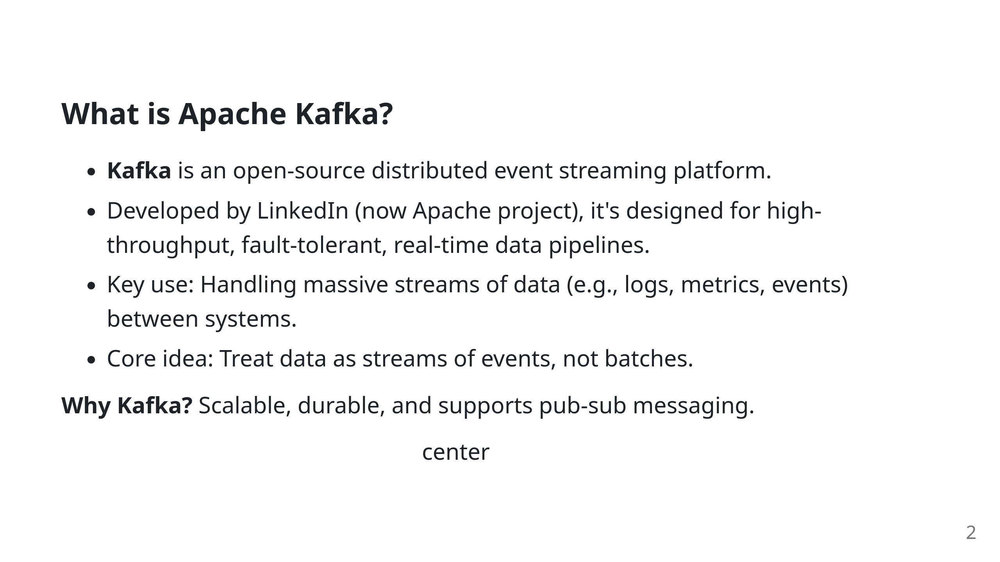 What is Apache Kafka?
• Kafka is an open-source distributed event streaming platform.
• Developed by LinkedIn (now Apache project), it's designed for high-
throughput, fault-tolerant, real-time data pipelines.
• Key use: Handling massive streams of data (e.g., logs, metrics, events)
between systems.
• Core idea: Treat data as streams of events, not batches.
Why Kafka? Scalable, durable, and supports pub-sub messaging.
center
2